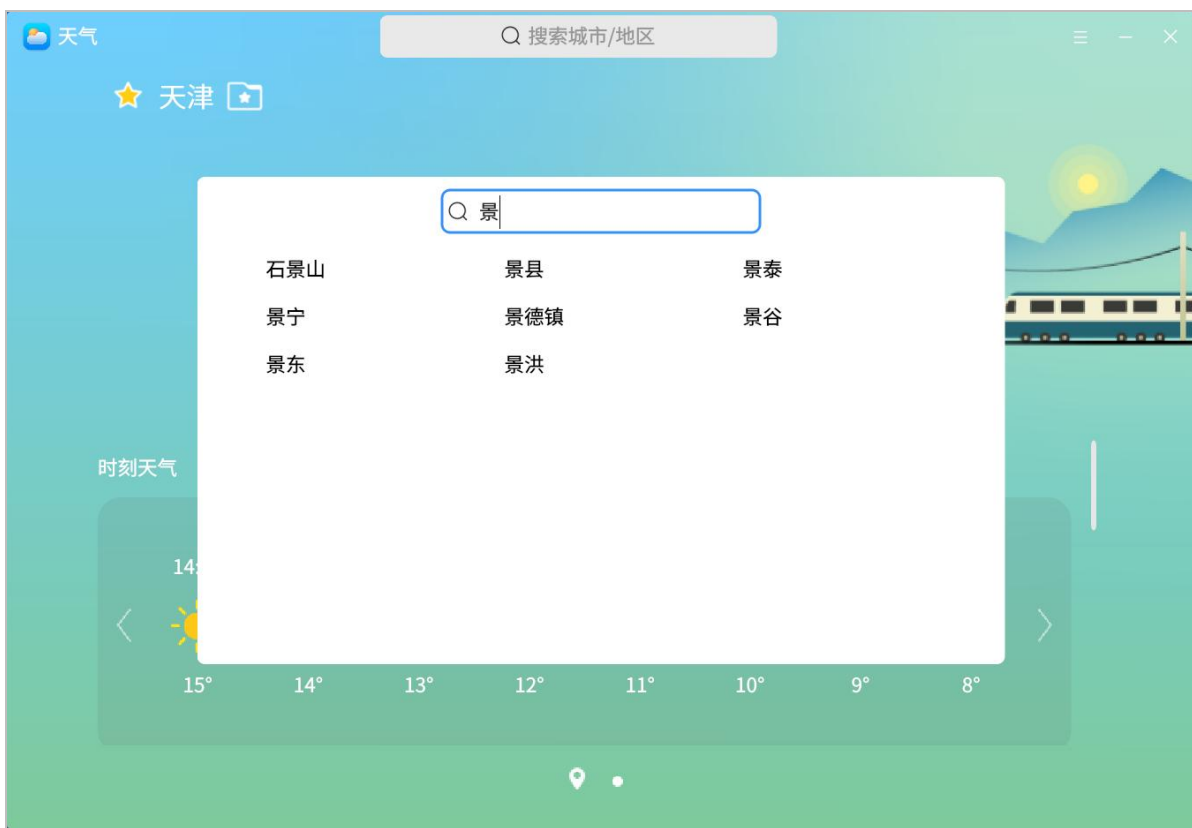 天气
搜索城市/地区
天津
景
石景山 景县 景泰
景宁 景德镇 景谷
景东 景洪
时刻天气
14:
15° 14° 13° 12° 11° 10° 9° 8°